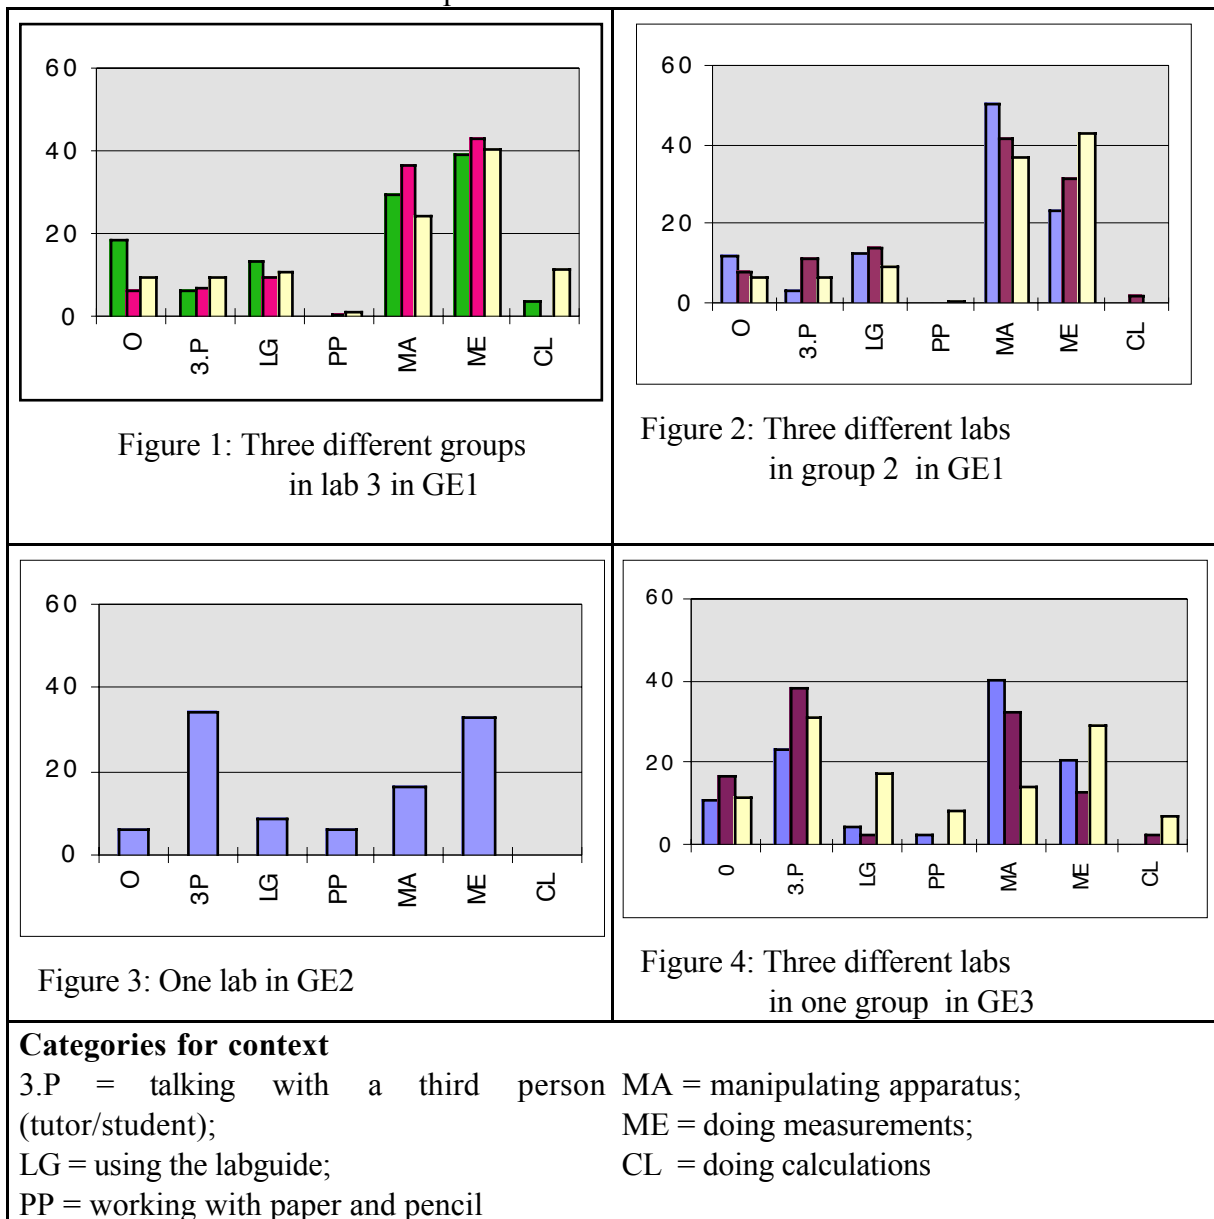 60
40
20
0
O 3.P LG PP MA ME CL
Figure 1: Three different groups
in lab 3 in GE1
60
40
20
0
O 3.P LG PP MA ME CL
Figure 2: Three different labs
in group 2 in GE1
60
40
20
0
O 3P LG PP MA ME CL
Figure 3: One lab in GE2
60
40
20
0
0 3.P LG PP MA ME CL
Figure 4: Three different labs
in one group in GE3
Categories for context
3.P = talking with a third person
(tutor/student);
LG = using the labguide;
PP = working with paper and pencil
MA = manipulating apparatus;
ME = doing measurements;
CL = doing calculations